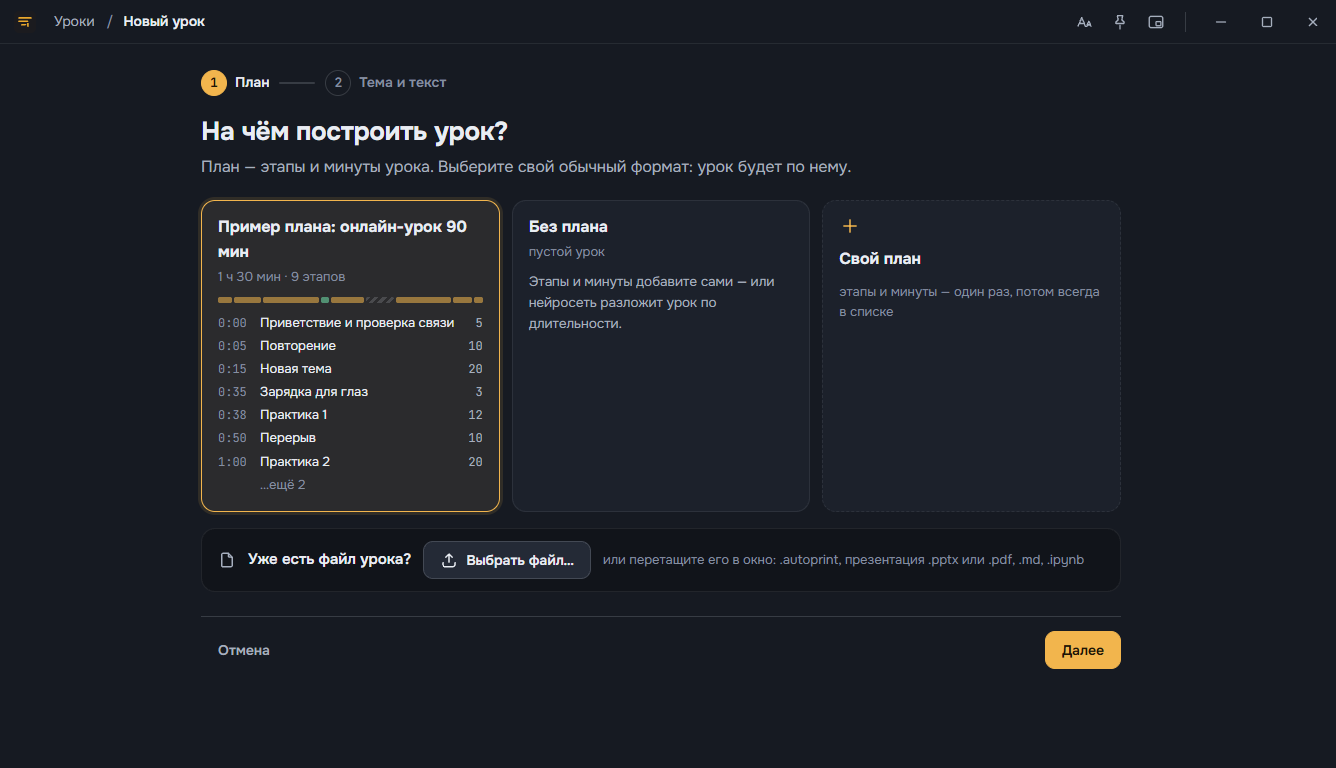 Уроки / Новый урок
1 План 2 Тема и текст
На чём построить урок?
План — этапы и минуты урока. Выберите свой обычный формат: урок будет по нему.
Пример плана: онлайн-урок 90
мин
1 ч 30 мин · 9 этапов
0:00 Приветствие и проверка связи 5
0:05 Повторение 10
0:15 Новая тема 20
0:35 Зарядка для глаз 3
0:38 Практика 1 12
0:50 Перерыв 10
1:00 Практика 2 20
...ещё 2
Без плана
пустой урок
Этапы и минуты добавите сами — или
нейросеть разложит урок по
длительности.
Свой план
этапы и минуты — один раз, потом всегда
в списке
Уже есть файл урока? Выбрать файл... или перетащите его в окно: .autoprint, презентация .pptx или .pdf, .md, .ipynb
Отмена Далее